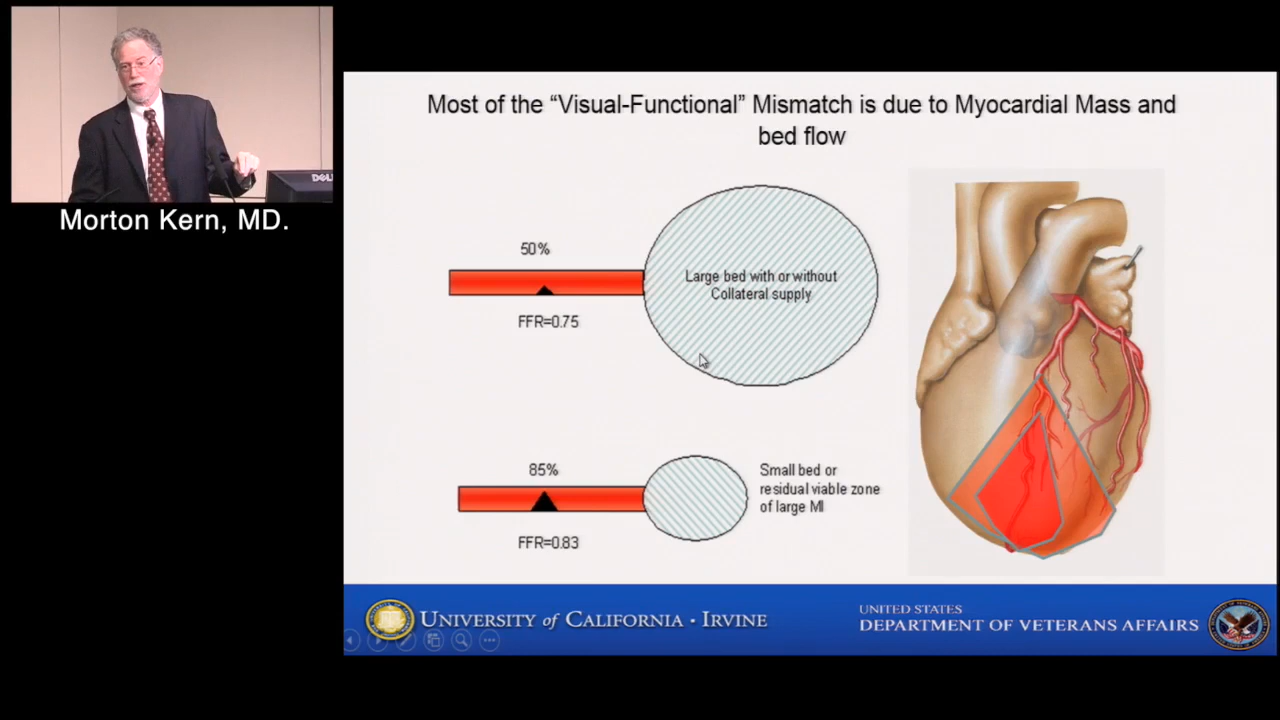 DELL
Morton Kern, MD.
Most of the “Visual-Functional” Mismatch is due to Myocardial Mass and
bed flow
50%
FFR=0.75
Large bed with or without
Collateral supply
85%
FFR=0.83
Small bed or
residual viable zone
of large MI
UNIVERSITY of CALIFORNIA • IRVINE
UNITED STATES
DEPARTMENT OF VETERANS AFFAIRS